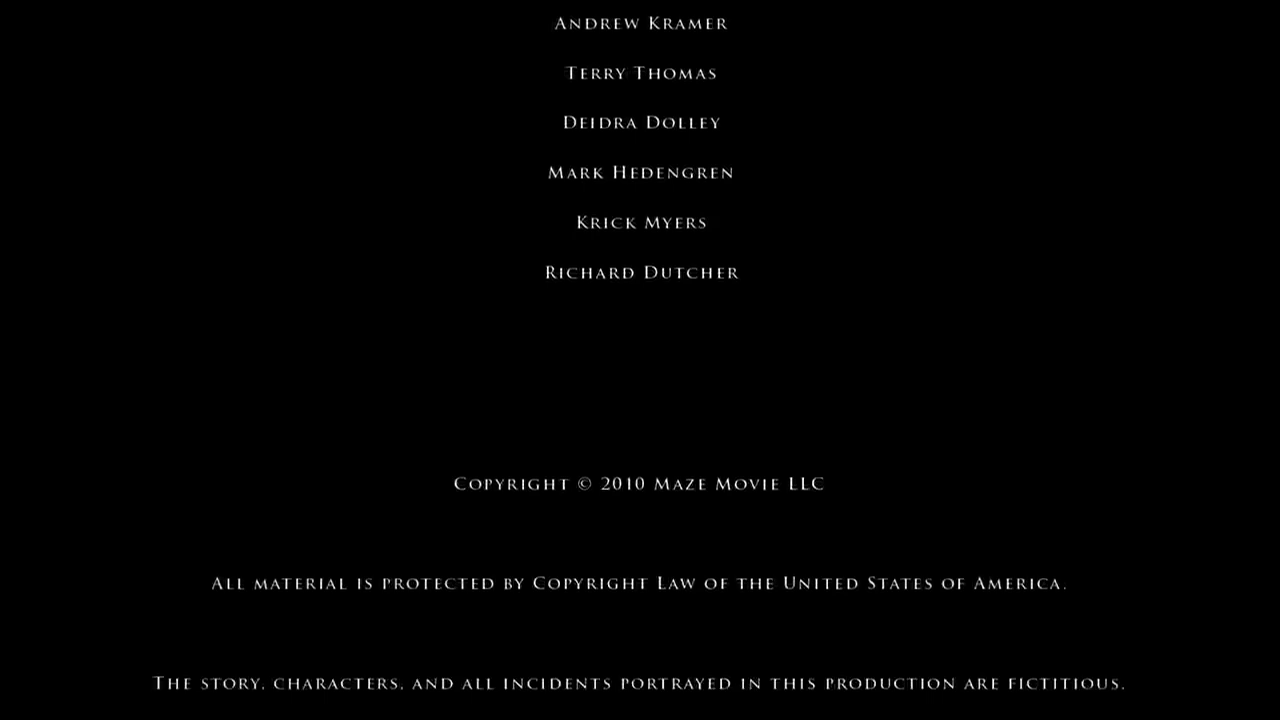 Andrew Kramer
Terry Thomas
Deidra Dolley
Mark Hedengren
Krick Myers
Richard Dutcher
Copyright © 2010 Maze Movie LLC
All material is protected by Copyright Law of the United States of America.
The story, characters, and all incidents portrayed in this production are fictitious.